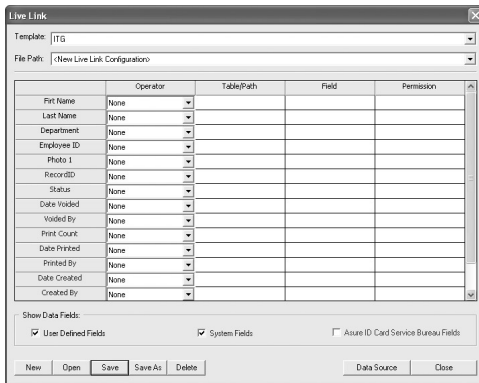 Live Link
Template: ITG
File Path: <New Live Link Configuration>
Operator Table/Path Field Permission
Firt Name None
Last Name None
Department None
Employee ID None
Photo 1 None
RecordID None
Status None
Date Voided None
Voided By None
Print Count None
Date Printed None
Printed By None
Date Created None
Created By None
Show Data Fields:
User Defined Fields System Fields Asure ID Card Service Bureau Fields
New Open Save Save As Delete Data Source Close